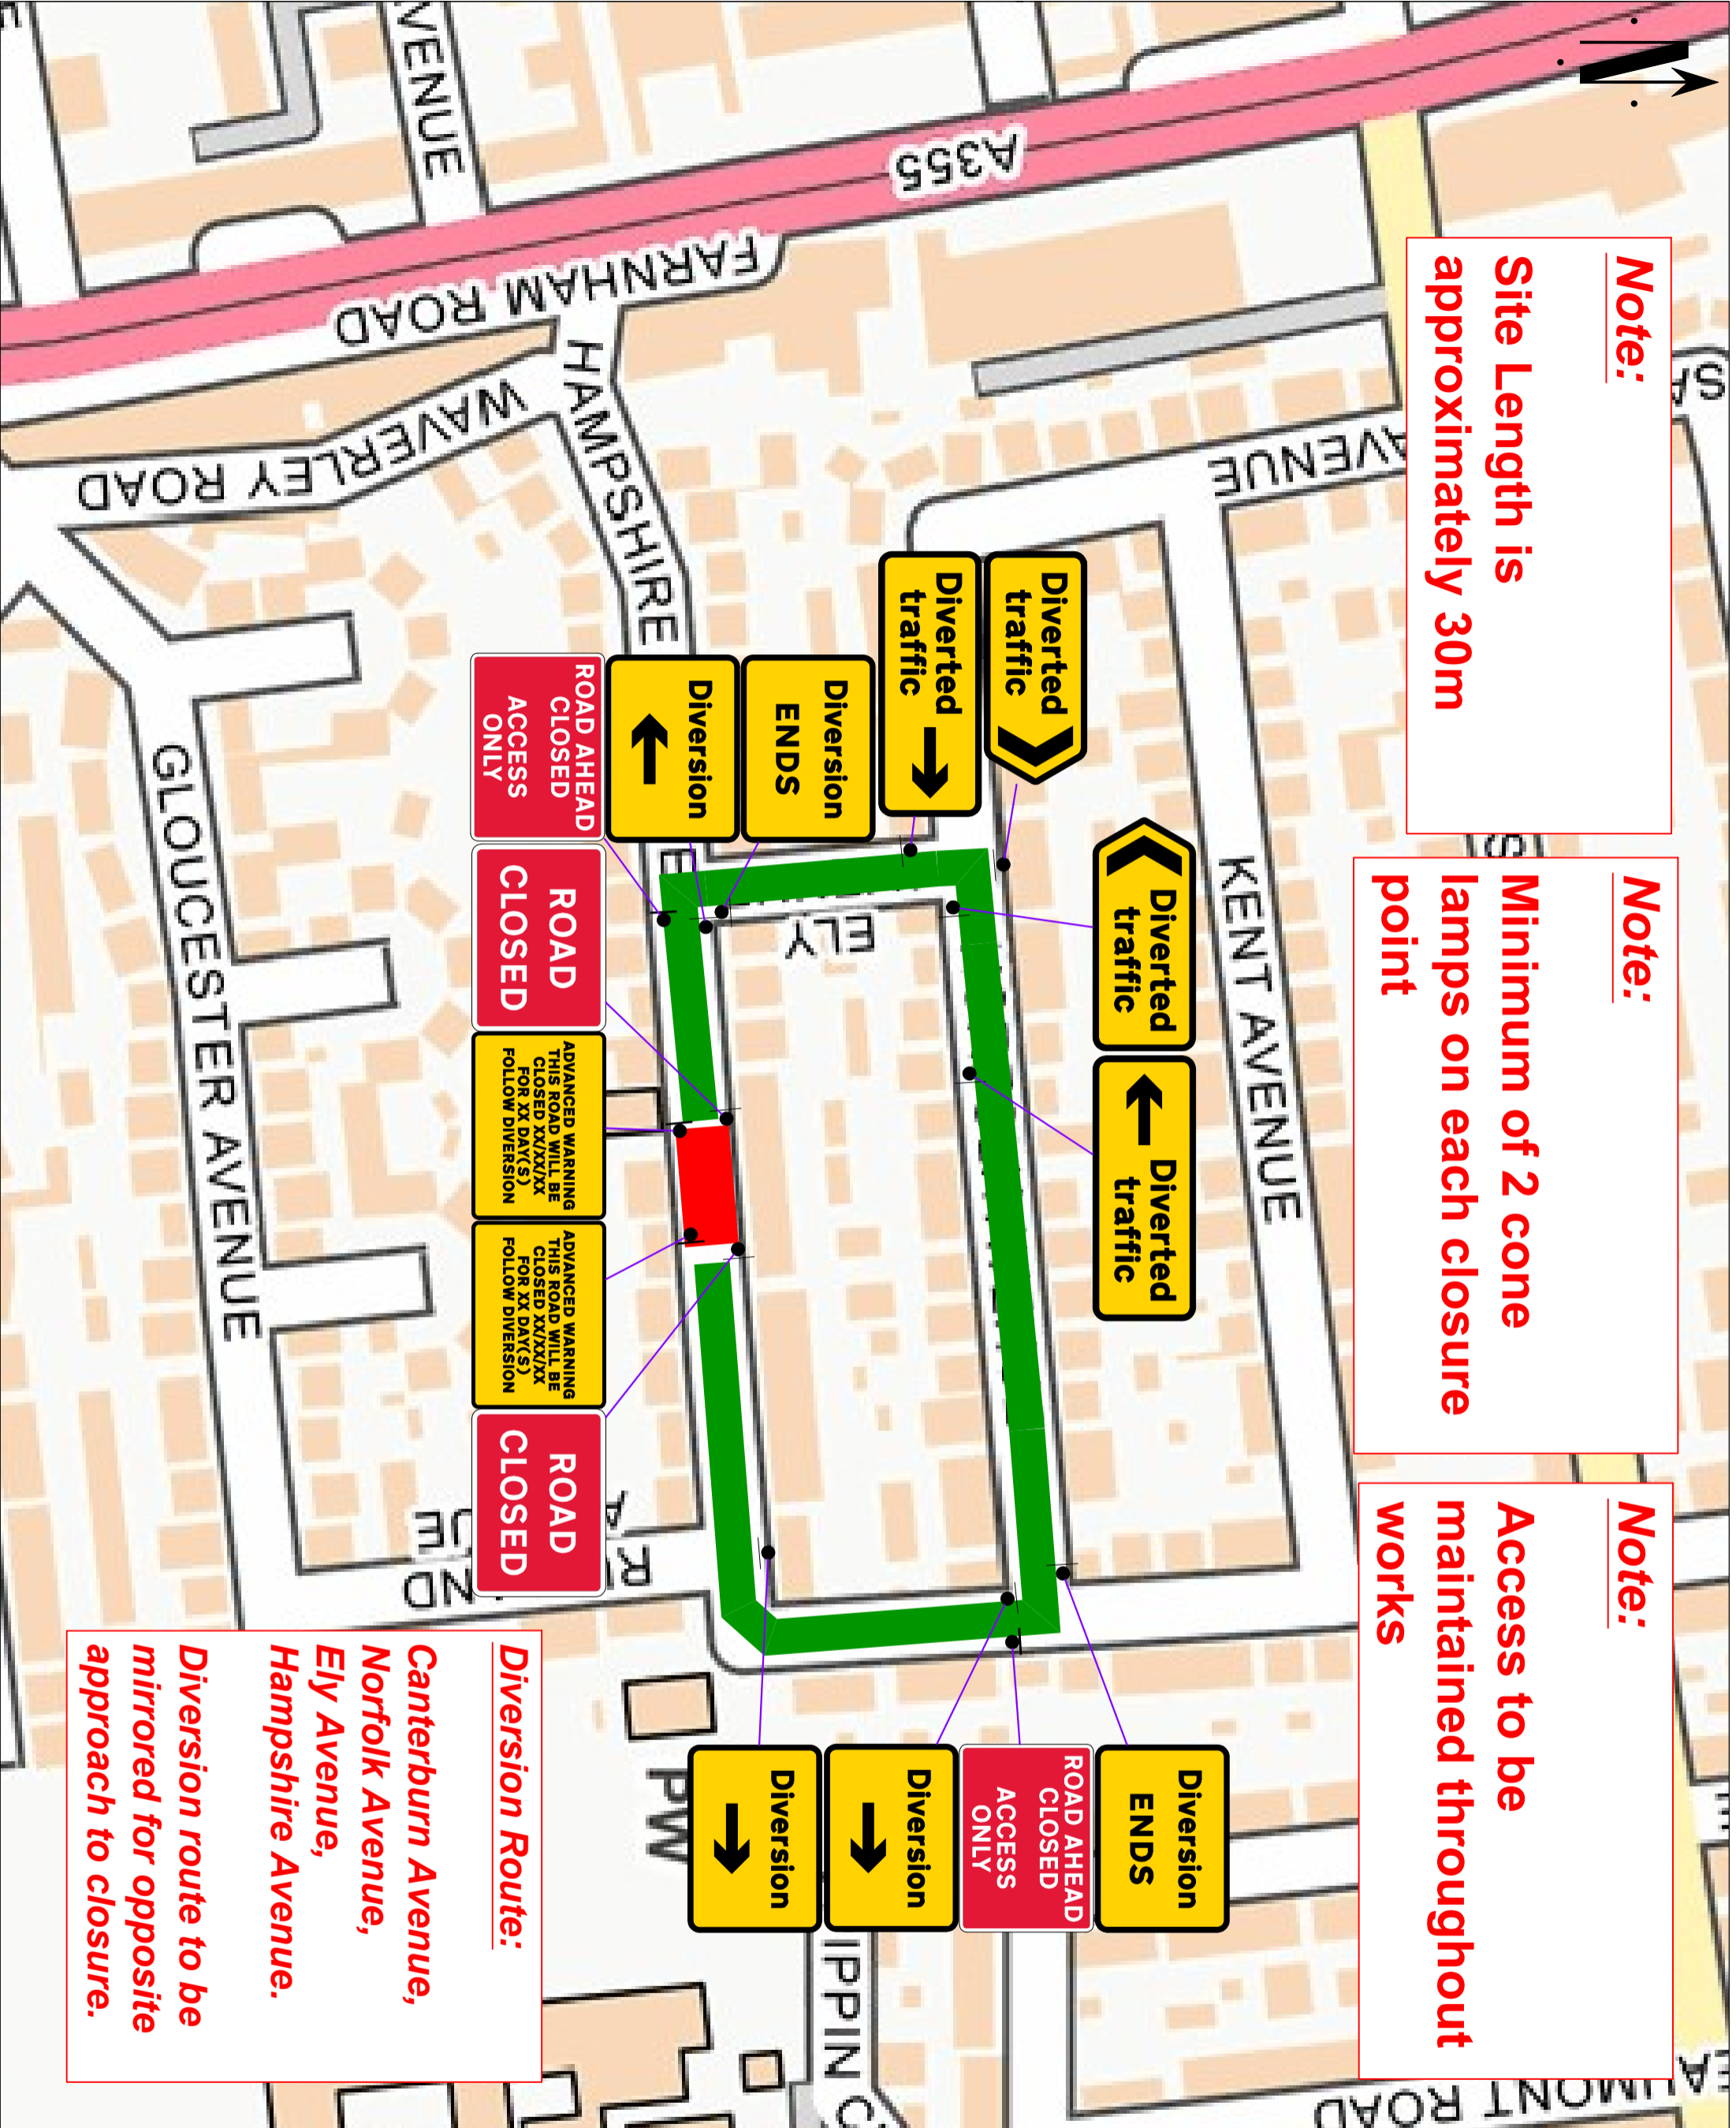 N
Note:
Site Length is
approximately 30m
Note:
Minimum of 2 cone
lamps on each closure
point
Note:
Access to be
maintained throughout
works
A355
FARNHAM ROAD
WAVERLEY ROAD
HAMPSHIRE
AVENUE
VENUE
KENT AVENUE
GLOUCESTER AVENUE
ELY
PW
IPPIN
UMONT ROAD
Diverted
traffic
Diverted
traffic
Diverted
traffic
Diverted
traffic
Diversion
ENDS
Diversion
ROAD AHEAD
CLOSED
ACCESS
ONLY
ROAD
CLOSED
ADVANCED WARNING
THIS ROAD WILL BE
CLOSED XX/XX/XX
FOR XX DAY(S)
FOLLOW DIVERSION
ADVANCED WARNING
THIS ROAD WILL BE
CLOSED XX/XX/XX
FOR XX DAY(S)
FOLLOW DIVERSION
ROAD
CLOSED
Diversion
ENDS
ROAD AHEAD
CLOSED
ACCESS
ONLY
Diversion
Diversion
Diversion Route:
Canterburn Avenue,
Norfolk Avenue,
Ely Avenue,
Hampshire Avenue.
Diversion route to be
mirrored for opposite
approach to closure.